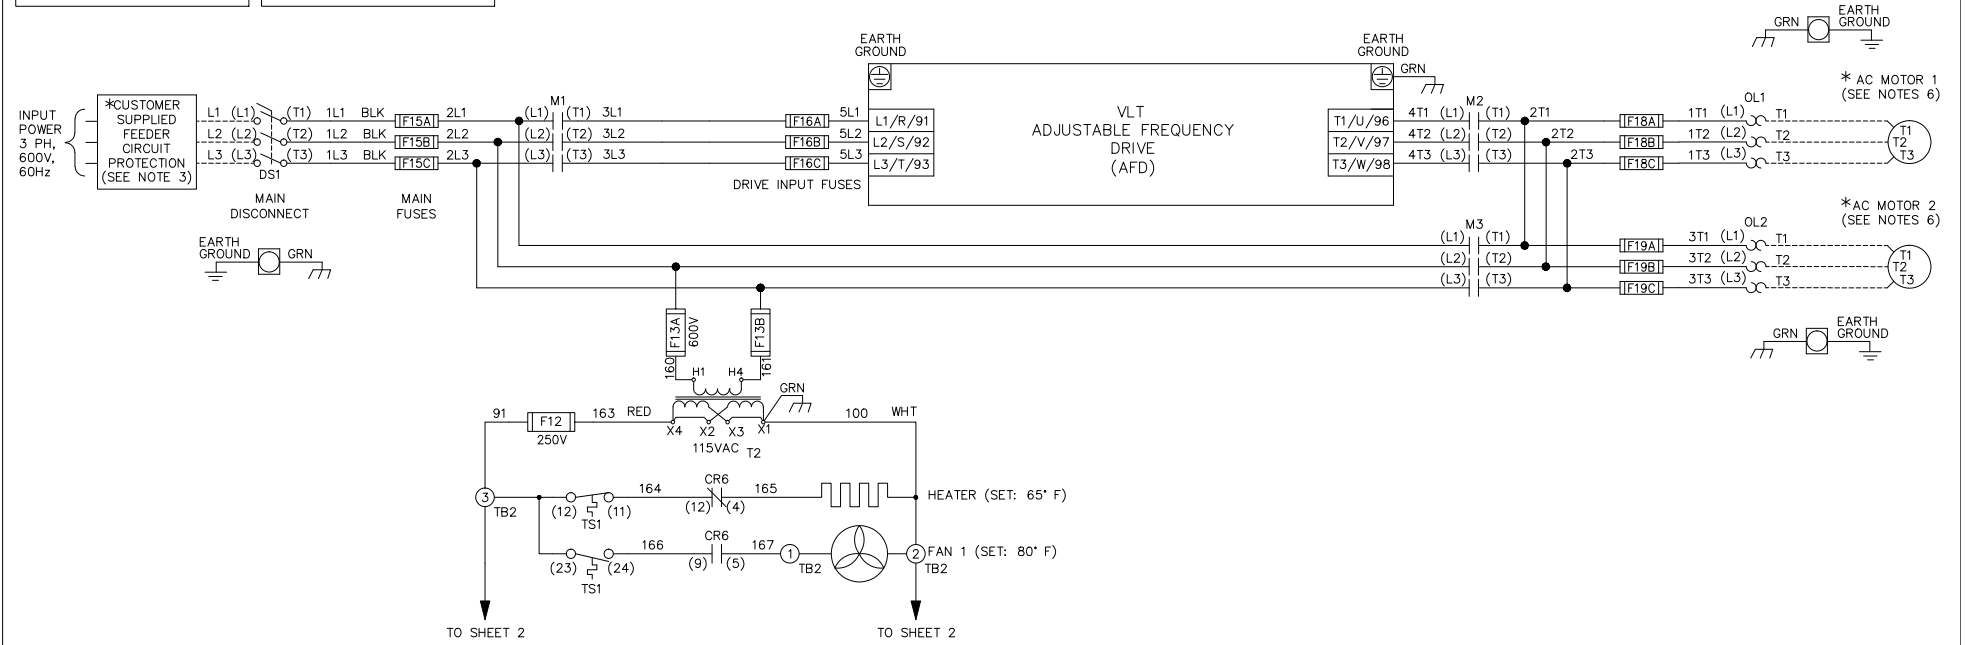 EARTH
GROUND
GRN
EARTH
GROUND
EARTH
GROUND
GRN
INPUT
POWER
3 PH,
600V,
60Hz
*CUSTOMER
SUPPLIED
FEEDER
CIRCUIT
PROTECTION
(SEE NOTE 3)
L1 (L1) (T1) 1L1 BLK F15A 2L1 (L1) M1 (T1) 3L1 F16A 5L1 L1/R/91
L2 (L2) (T2) 1L2 BLK F15B 2L2 (L2) (T2) 3L2 F16B 5L2 L2/S/92
L3 (L3) (T3) 1L3 BLK F15C 2L3 (L3) (T3) 3L3 F16C 5L3 L3/T/93
DS1
MAIN
DISCONNECT
MAIN
FUSES
DRIVE INPUT FUSES
VLT
ADJUSTABLE FREQUENCY
DRIVE
(AFD)
T1/U/96 4T1 (L1) M2 (T1) 2T1 F18A 1T1 (L1) OL1 T1
T2/V/97 4T2 (L2) (T2) 2T2 F18B 1T2 (L2) T2
T3/W/98 4T3 (L3) (T3) 2T3 F18C 1T3 (L3) T3
* AC MOTOR 1
(SEE NOTES 6)
T1
T2
T3
EARTH
GROUND
GRN
*AC MOTOR 2
(SEE NOTES 6)
M3
(L1) (T1) F19A 3T1 (L1) OL2 T1
(L2) (T2) F19B 3T2 (L2) T2
(L3) (T3) F19C 3T3 (L3) T3
T1
T2
T3
GRN
EARTH
GROUND
F13A
600V
F13B
160
161
H1 H4
GRN
91 F12 163 RED
250V
X4 X2 X3 X1
115VAC T2
100 WHT
3
TB2
(12) TS1 (11) 164 (12) CR6 (4) 165
HEATER (SET: 65° F)
(23) TS1 (24) 166 (9) CR6 (5) 167 1 TB2
2 TB2
FAN 1 (SET: 80° F)
TO SHEET 2
TO SHEET 2